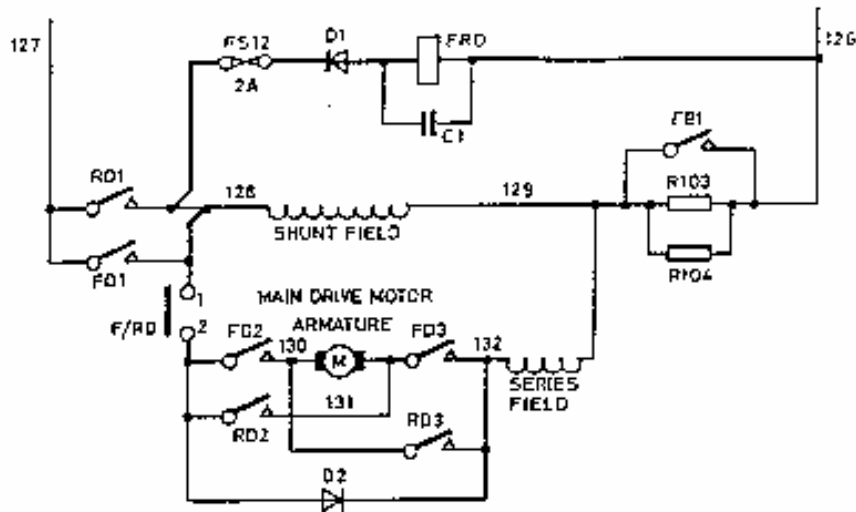 127
FS12
D1
FRD
126
2A
C1
FB1
RD1
128
129
R103
SHUNT FIELD
FD1
R104
1
MAIN DRIVE MOTOR
F/RD
2
FD2
130
ARMATURE
FD3
132
M
SERIES
FIELD
131
RD2
RD3
D2